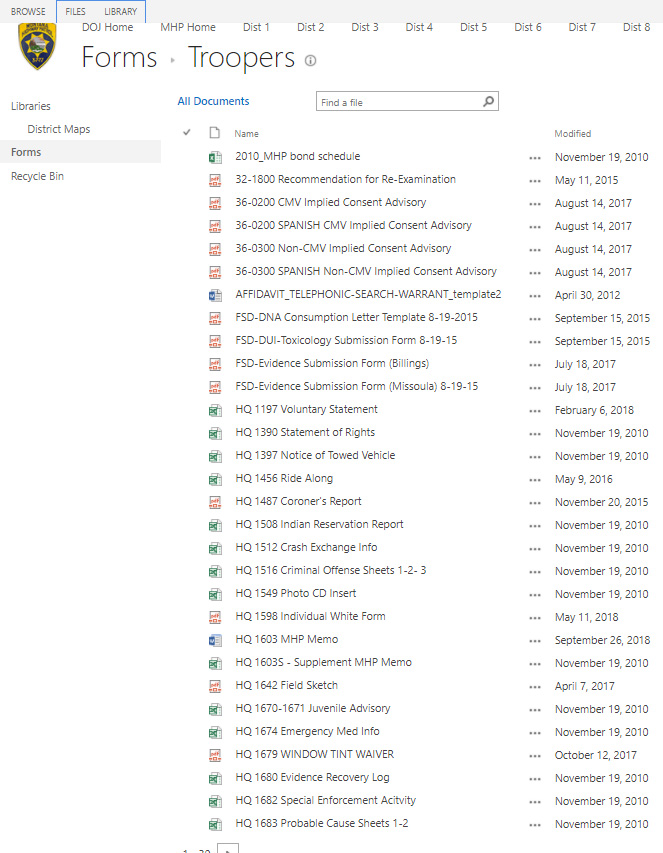 BROWSE FILES LIBRARY
DOJ Home MHP Home Dist 1 Dist 2 Dist 3 Dist 4 Dist 5 Dist 6 Dist 7 Dist 8
Forms Troopers
Libraries
District Maps
Forms
Recycle Bin
All Documents Find a file
Name Modified
2010_MHP bond schedule November 19, 2010
32-1800 Recommendation for Re-Examination May 11, 2015
36-0200 CMV Implied Consent Advisory August 14, 2017
36-0200 SPANISH CMV Implied Consent Advisory August 14, 2017
36-0300 Non-CMV Implied Consent Advisory August 14, 2017
36-0300 SPANISH Non-CMV Implied Consent Advisory August 14, 2017
AFFIDAVIT_TELEPHONIC-SEARCH-WARRANT_template2 April 30, 2012
FSD-DNA Consumption Letter Template 8-19-2015 September 15, 2015
FSD-DUI-Toxicology Submission Form 8-19-15 September 15, 2015
FSD-Evidence Submission Form (Billings) July 18, 2017
FSD-Evidence Submission Form (Missoula) 8-19-15 July 18, 2017
HQ 1197 Voluntary Statement February 6, 2018
HQ 1390 Statement of Rights November 19, 2010
HQ 1397 Notice of Towed Vehicle November 19, 2010
HQ 1456 Ride Along May 9, 2016
HQ 1487 Coroner's Report November 20, 2015
HQ 1508 Indian Reservation Report November 19, 2010
HQ 1512 Crash Exchange Info November 19, 2010
HQ 1516 Criminal Offense Sheets 1-2- 3 November 19, 2010
HQ 1549 Photo CD Insert November 19, 2010
HQ 1598 Individual White Form May 11, 2018
HQ 1603 MHP Memo September 26, 2018
HQ 1603S - Supplement MHP Memo November 19, 2010
HQ 1642 Field Sketch April 7, 2017
HQ 1670-1671 Juvenile Advisory November 19, 2010
HQ 1674 Emergency Med Info November 19, 2010
HQ 1679 WINDOW TINT WAIVER October 12, 2017
HQ 1680 Evidence Recovery Log November 19, 2010
HQ 1682 Special Enforcement Acitvity November 19, 2010
HQ 1683 Probable Cause Sheets 1-2 November 19, 2010
1 - 30